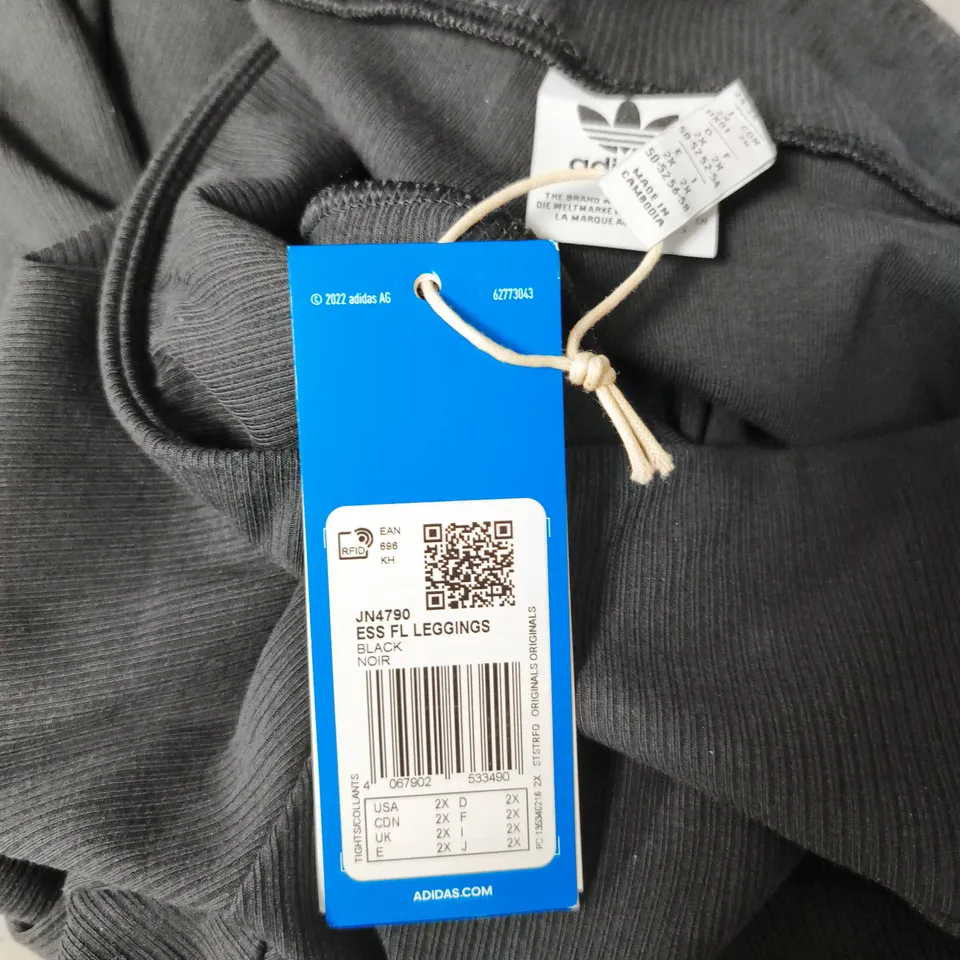 adi
THE BRAND
DIE WELTMARKE
LA MARQUE
MADE IN
CAMBODIA
© 2022 adidas AG
62773043
RFID
EAN
696
KH
JN4790
ESS FL LEGGINGS
BLACK
NOIR
4 067902 533490
TIGHTS/COLLANTS
STSTRFQ ORIGINALS ORIGINALS
USA 2X D 2X
CDN 2X F 2X
UK 2X I 2X
E 2X J 2X
ADIDAS.COM